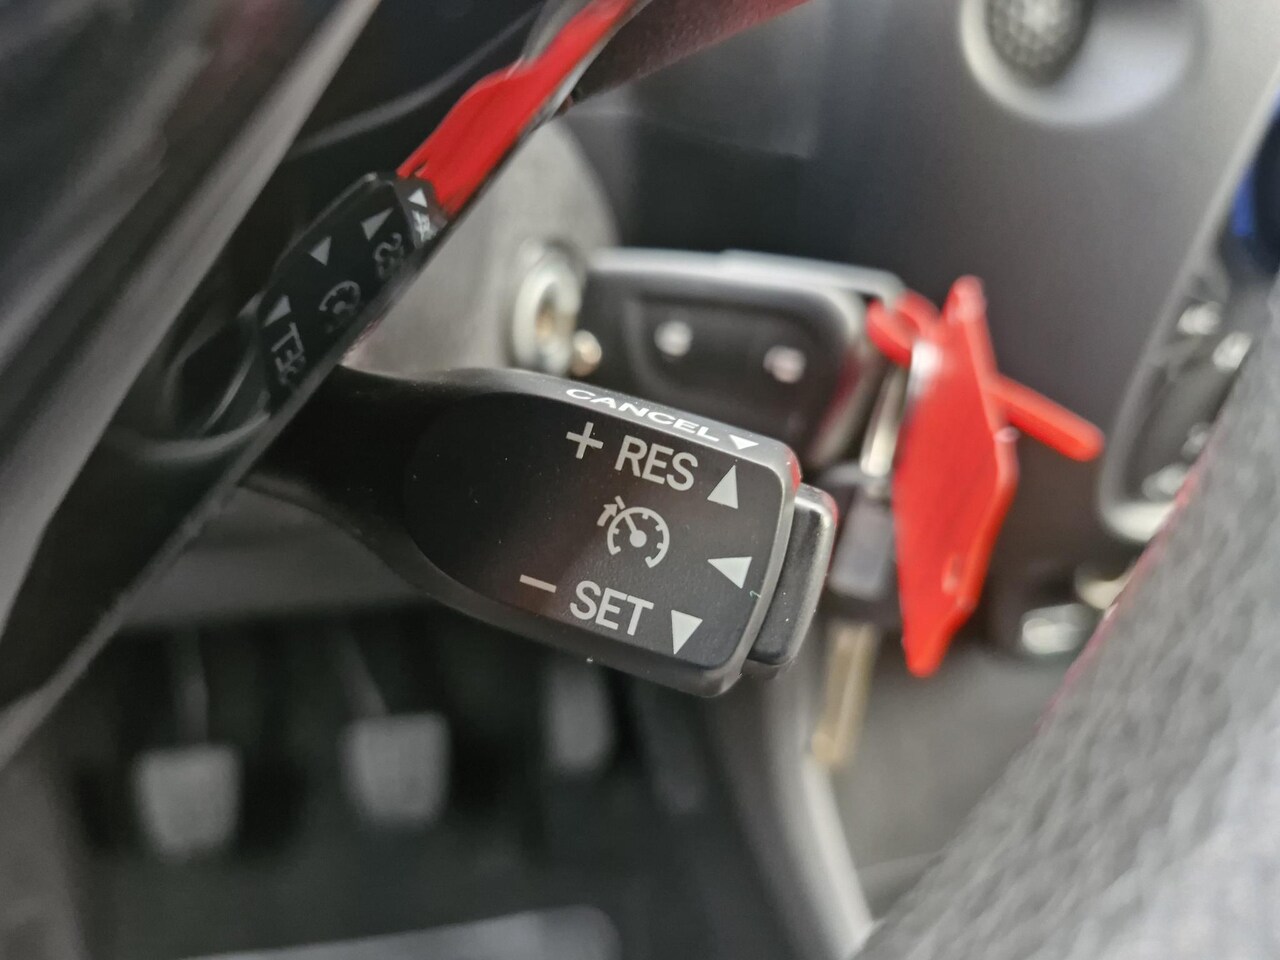 CANCEL ▼
+ RES ▲
◀
− SET ▼